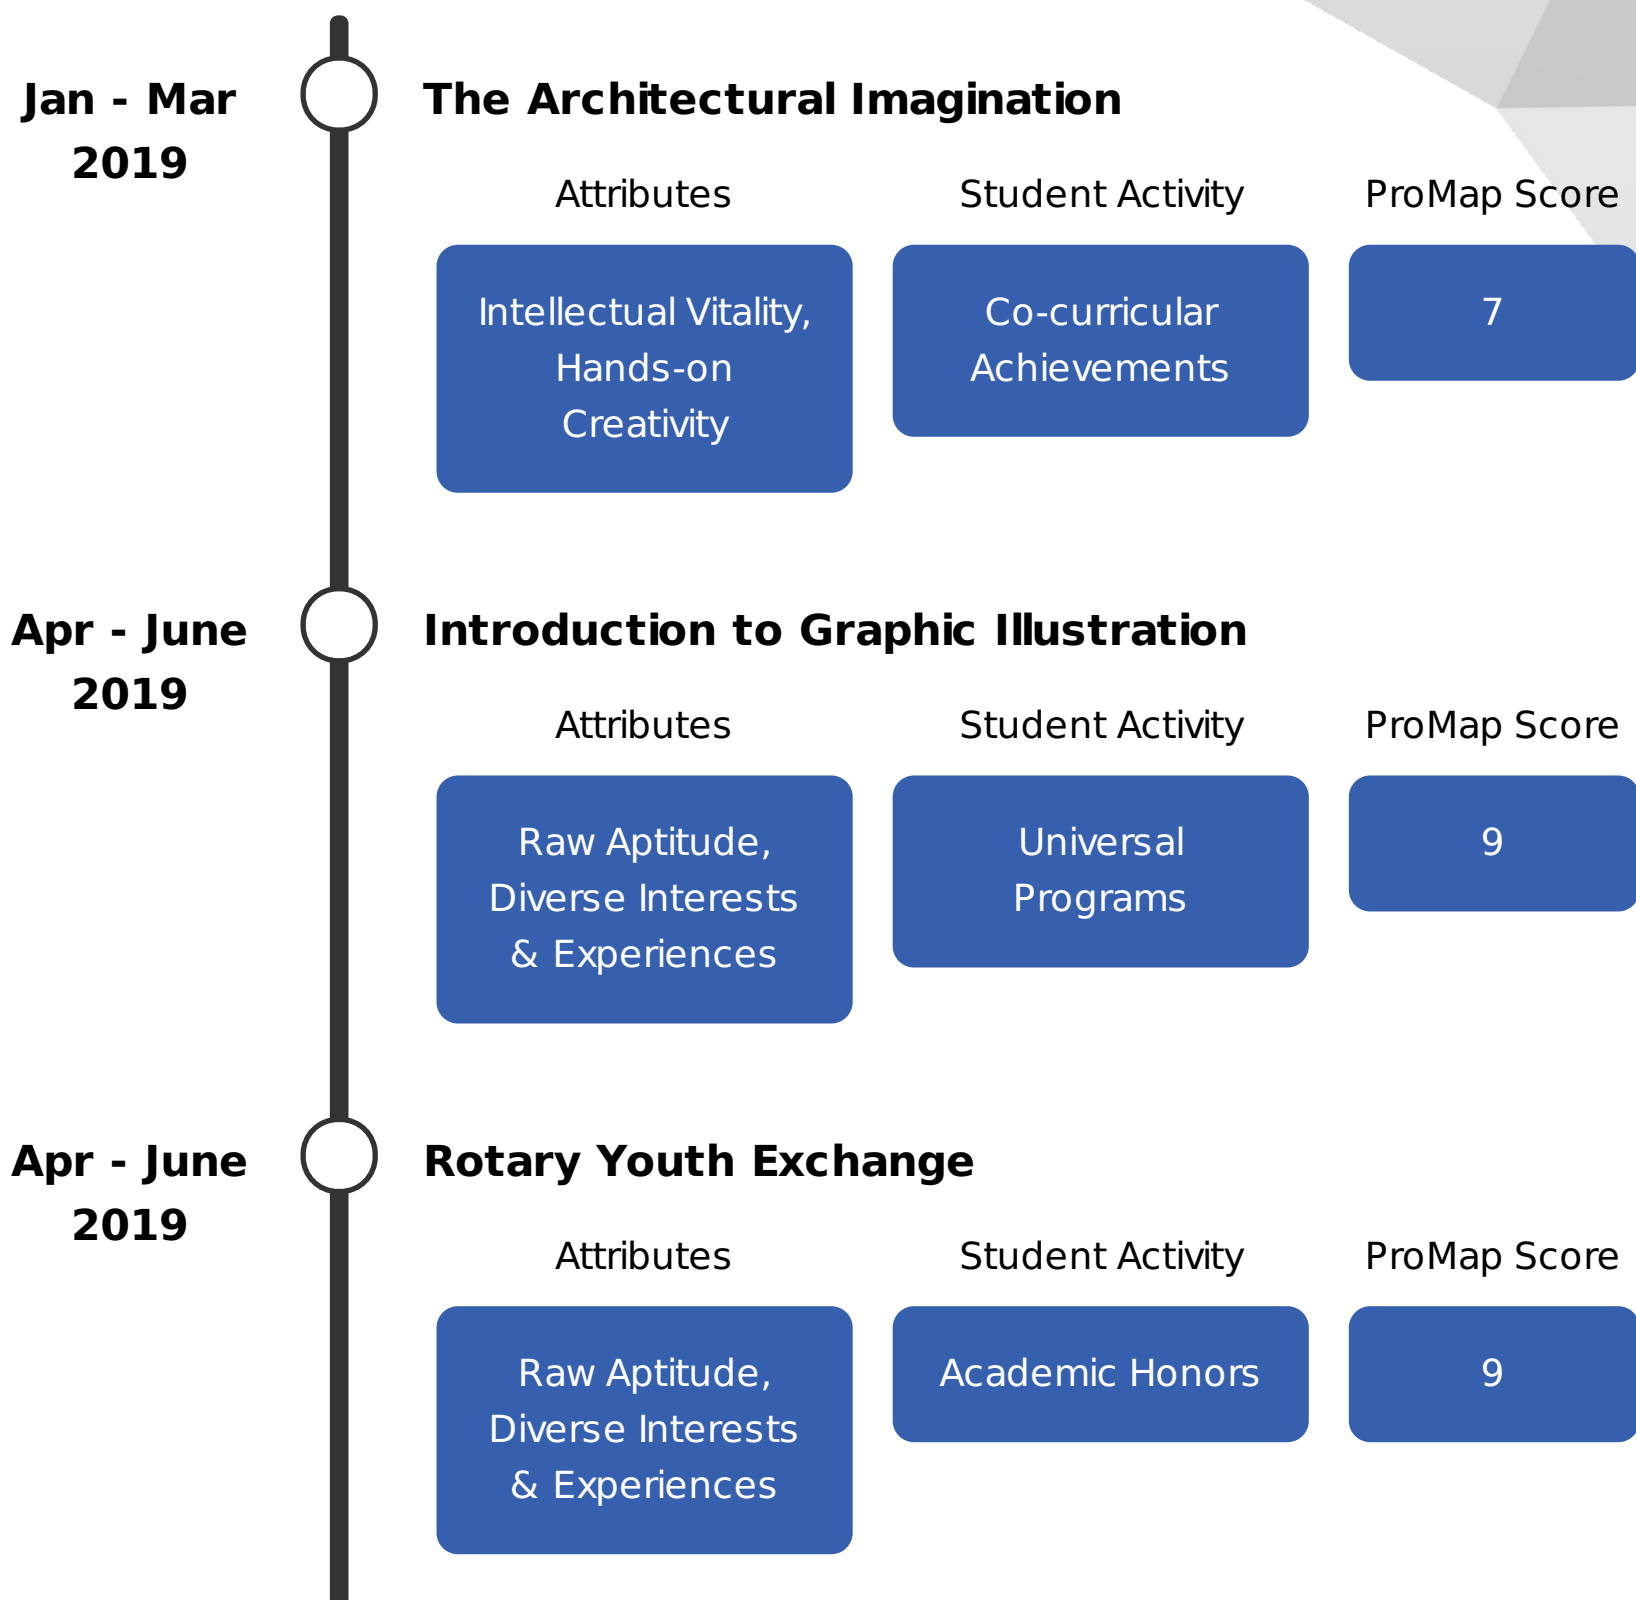 Jan - Mar
2019
The Architectural Imagination
Attributes
Student Activity
ProMap Score
Intellectual Vitality,
Hands-on
Creativity
Co-curricular
Achievements
7
Apr - June
2019
Introduction to Graphic Illustration
Attributes
Student Activity
ProMap Score
Raw Aptitude,
Diverse Interests
& Experiences
Universal
Programs
9
Apr - June
2019
Rotary Youth Exchange
Attributes
Student Activity
ProMap Score
Raw Aptitude,
Diverse Interests
& Experiences
Academic Honors
9